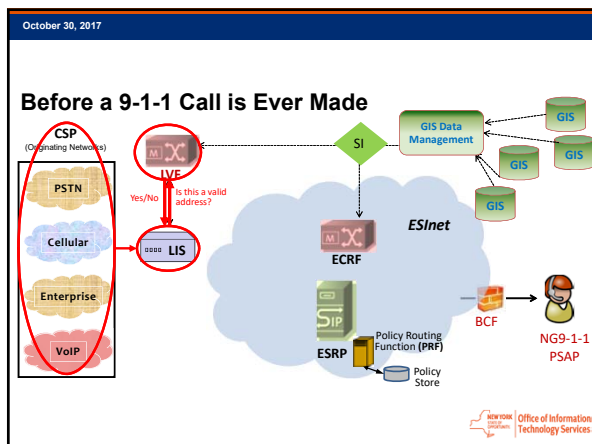 October 30, 2017
Before a 9-1-1 Call is Ever Made
CSP
(Originating Networks)
PSTN
Cellular
Enterprise
VoIP
M
LVF
Yes/No
Is this a valid
address?
LIS
SI
GIS Data
Management
GIS
GIS
GIS
GIS
ESInet
M
ECRF
SIP
ESRP
Policy Routing
Function (PRF)
Policy
Store
BCF
NG9-1-1
PSAP
NEW YORK
STATE OF
OPPORTUNITY
Office of Information
Technology Services